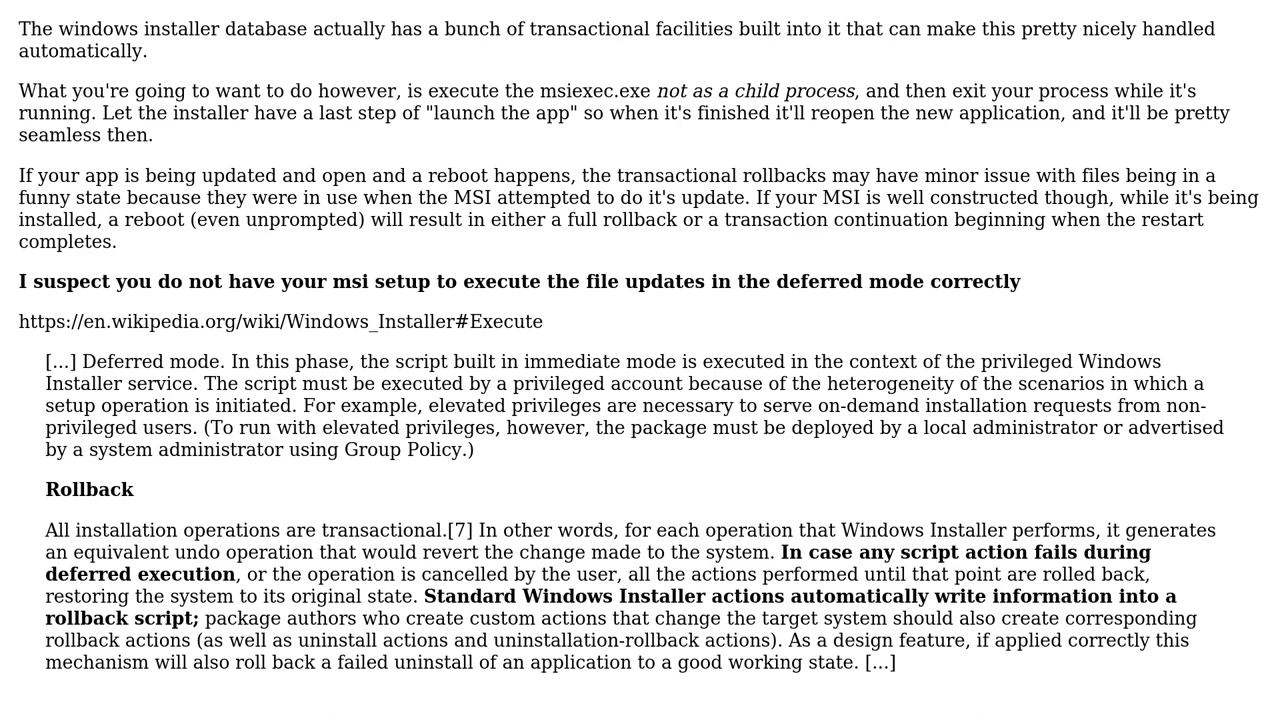 The windows installer database actually has a bunch of transactional facilities built into it that can make this pretty nicely handled
automatically.
What you're going to want to do however, is execute the msiexec.exe not as a child process, and then exit your process while it's
running. Let the installer have a last step of "launch the app" so when it's finished it'll reopen the new application, and it'll be pretty
seamless then.
If your app is being updated and open and a reboot happens, the transactional rollbacks may have minor issue with files being in a
funny state because they were in use when the MSI attempted to do it's update. If your MSI is well constructed though, while it's being
installed, a reboot (even unprompted) will result in either a full rollback or a transaction continuation beginning when the restart
completes.
I suspect you do not have your msi setup to execute the file updates in the deferred mode correctly
https://en.wikipedia.org/wiki/Windows_Installer#Execute
[...] Deferred mode. In this phase, the script built in immediate mode is executed in the context of the privileged Windows
Installer service. The script must be executed by a privileged account because of the heterogeneity of the scenarios in which a
setup operation is initiated. For example, elevated privileges are necessary to serve on-demand installation requests from non-
privileged users. (To run with elevated privileges, however, the package must be deployed by a local administrator or advertised
by a system administrator using Group Policy.)
Rollback
All installation operations are transactional.[7] In other words, for each operation that Windows Installer performs, it generates
an equivalent undo operation that would revert the change made to the system. In case any script action fails during
deferred execution, or the operation is cancelled by the user, all the actions performed until that point are rolled back,
restoring the system to its original state. Standard Windows Installer actions automatically write information into a
rollback script; package authors who create custom actions that change the target system should also create corresponding
rollback actions (as well as uninstall actions and uninstallation-rollback actions). As a design feature, if applied correctly this
mechanism will also roll back a failed uninstall of an application to a good working state. [...]